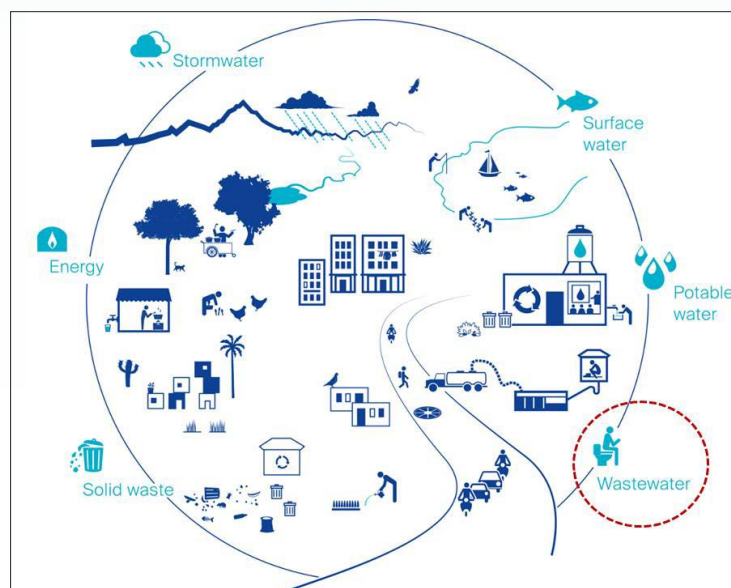 Stormwater
Surface
water
Energy
Potable
water
Solid waste
Wastewater